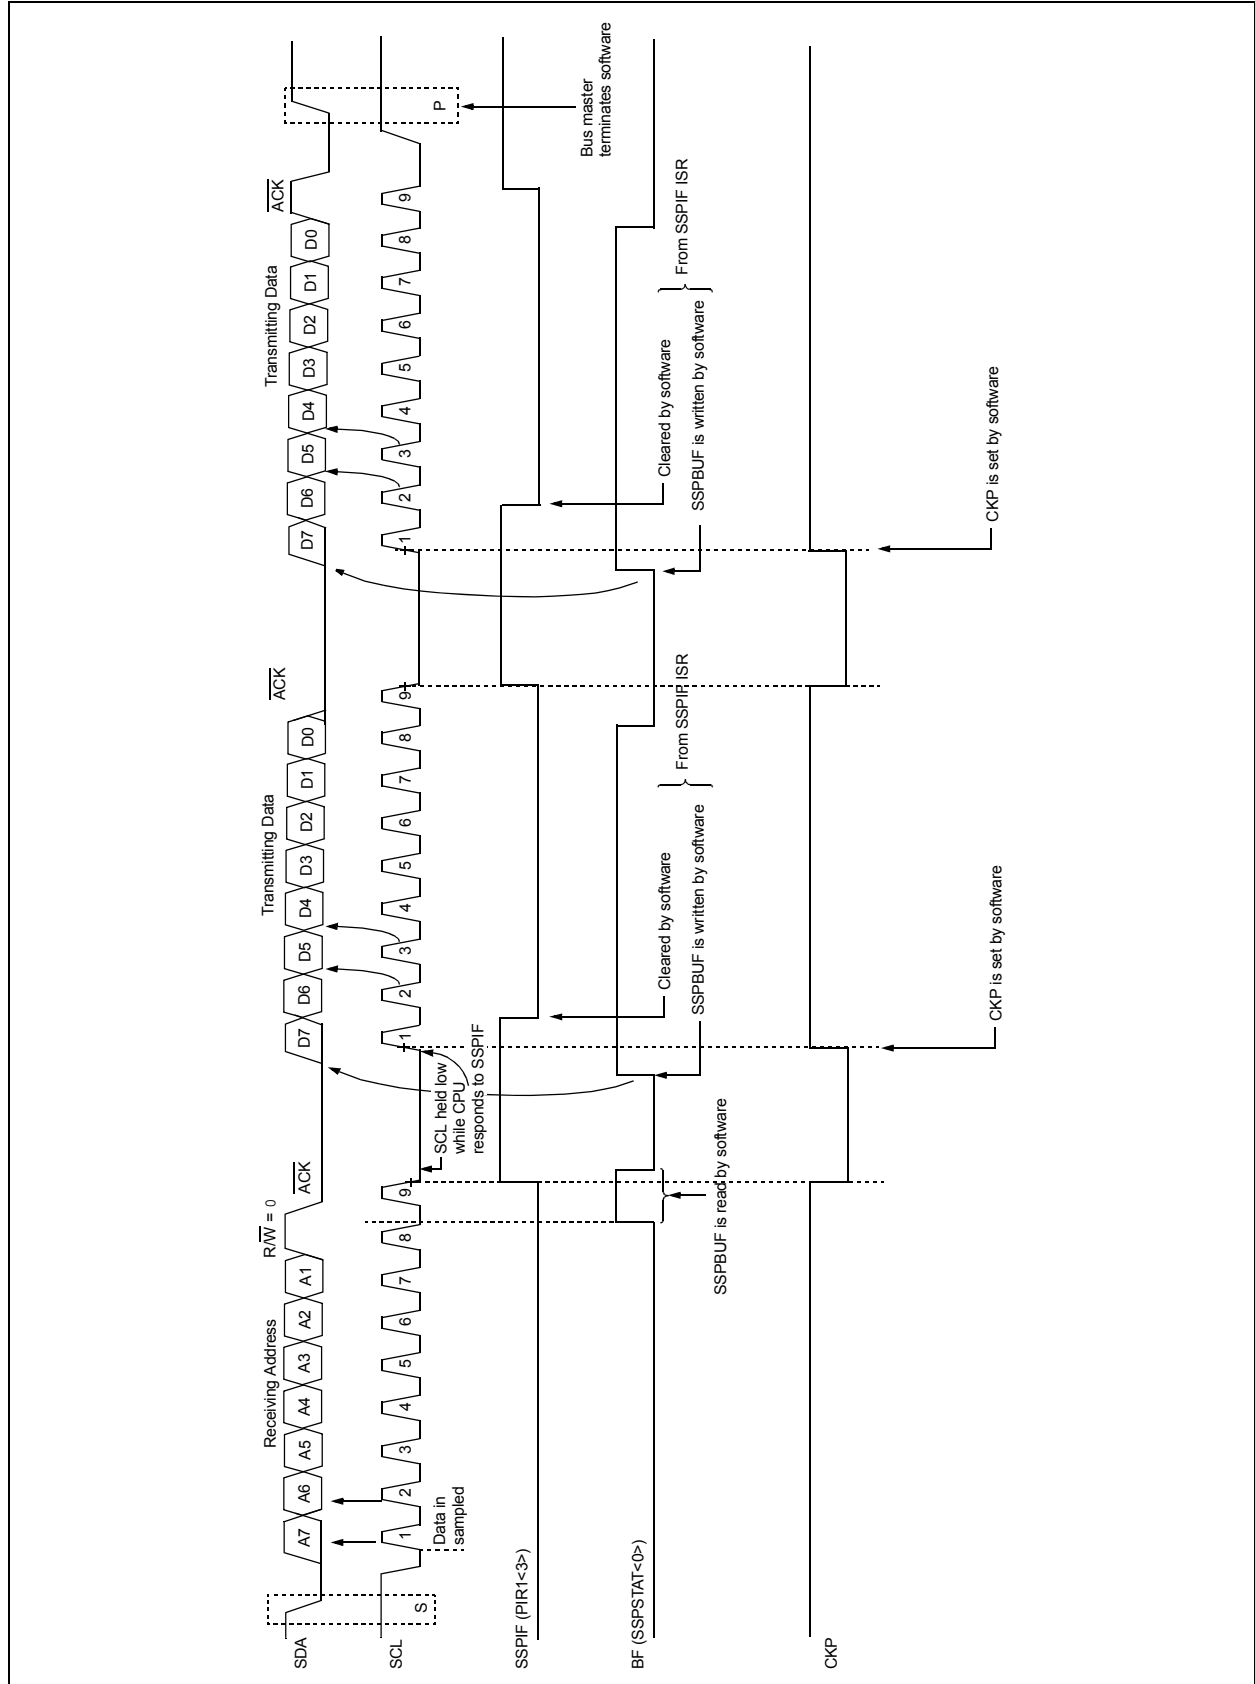 Receiving Address
R/W = 0
ACK
Transmitting Data
ACK
Transmitting Data
ACK
SDA
A7 A6 A5 A4 A3 A2 A1
D7 D6 D5 D4 D3 D2 D1 D0
D7 D6 D5 D4 D3 D2 D1 D0
SCL
S
1 2 3 4 5 6 7 8 9
1 2 3 4 5 6 7 8 9
1 2 3 4 5 6 7 8 9
P
Data in
sampled
SCL held low
while CPU
responds to SSPIF
SSPIF (PIR1<3>)
Bus master
terminates software
Cleared by software
Cleared by software
BF (SSPSTAT<0>)
SSPBUF is read by software
SSPBUF is written by software
From SSPIF ISR
SSPBUF is written by software
From SSPIF ISR
CKP
CKP is set by software
CKP is set by software